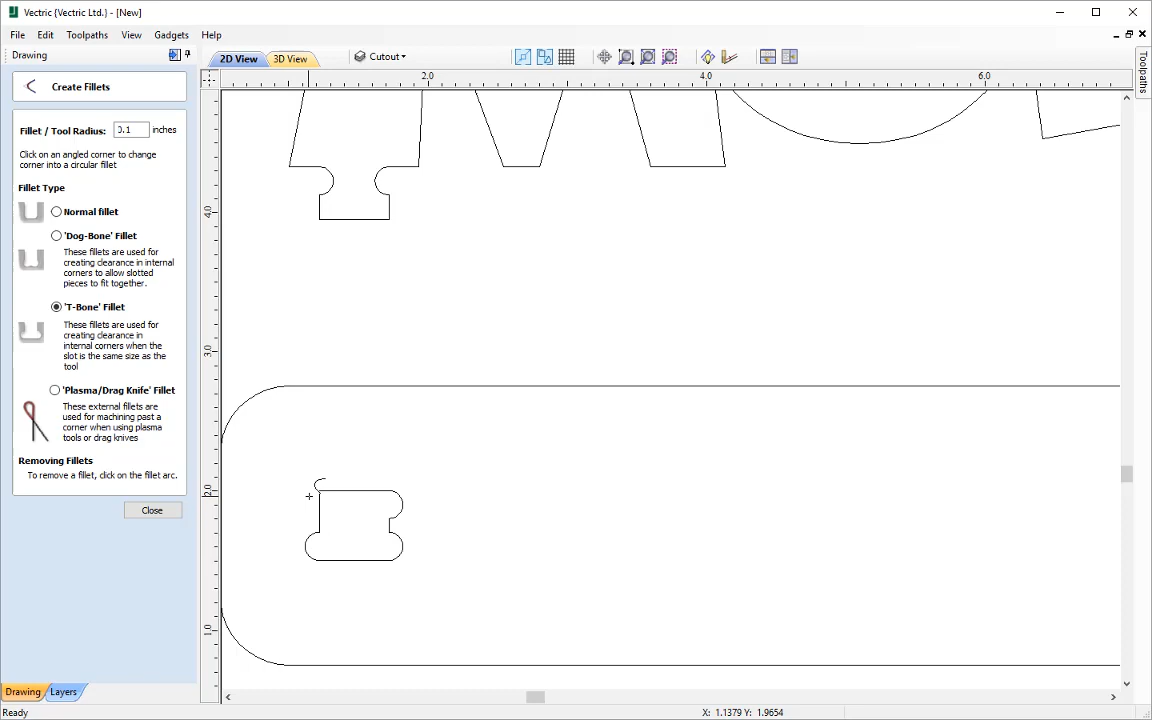 Vectric {Vectric Ltd.} - [New]
File Edit Toolpaths View Gadgets Help
Drawing
2D View 3D View Cutout
Toolpaths
Create Fillets
2.0 4.0 6.0
Fillet / Tool Radius: 0.1 inches
Click on an angled corner to change
corner into a circular fillet
Fillet Type
Normal fillet
'Dog-Bone' Fillet
These fillets are used for
creating clearance in internal
corners to allow slotted
pieces to fit together.
'T-Bone' Fillet
These fillets are used for
creating clearance in
internal corners when the
slot is the same size as the
tool
'Plasma/Drag Knife' Fillet
These external fillets are
used for machining past a
corner when using plasma
tools or drag knives
Removing Fillets
To remove a fillet, click on the fillet arc.
Close
4.0
3.0
2.0
1.0
Drawing Layers
Ready X: 1.1379 Y: 1.9654